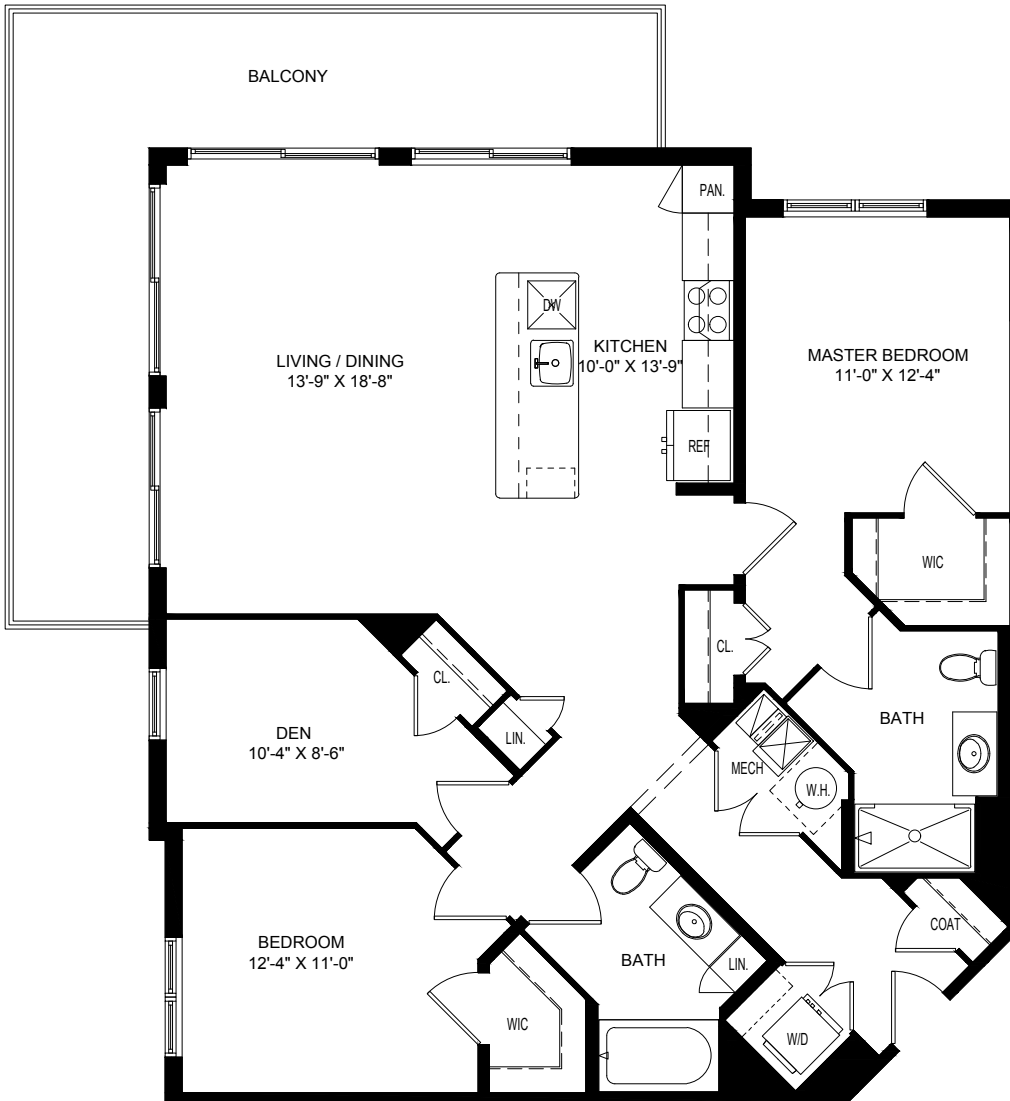 BALCONY
PAN.
DW
LIVING / DINING
13'-9" X 18'-8"
KITCHEN
10'-0" X 13'-9"
MASTER BEDROOM
11'-0" X 12'-4"
REF
WIC
CL.
CL.
DEN
10'-4" X 8'-6"
LIN.
BATH
MECH
W.H.
COAT
BEDROOM
12'-4" X 11'-0"
BATH
LIN.
WIC
W/D